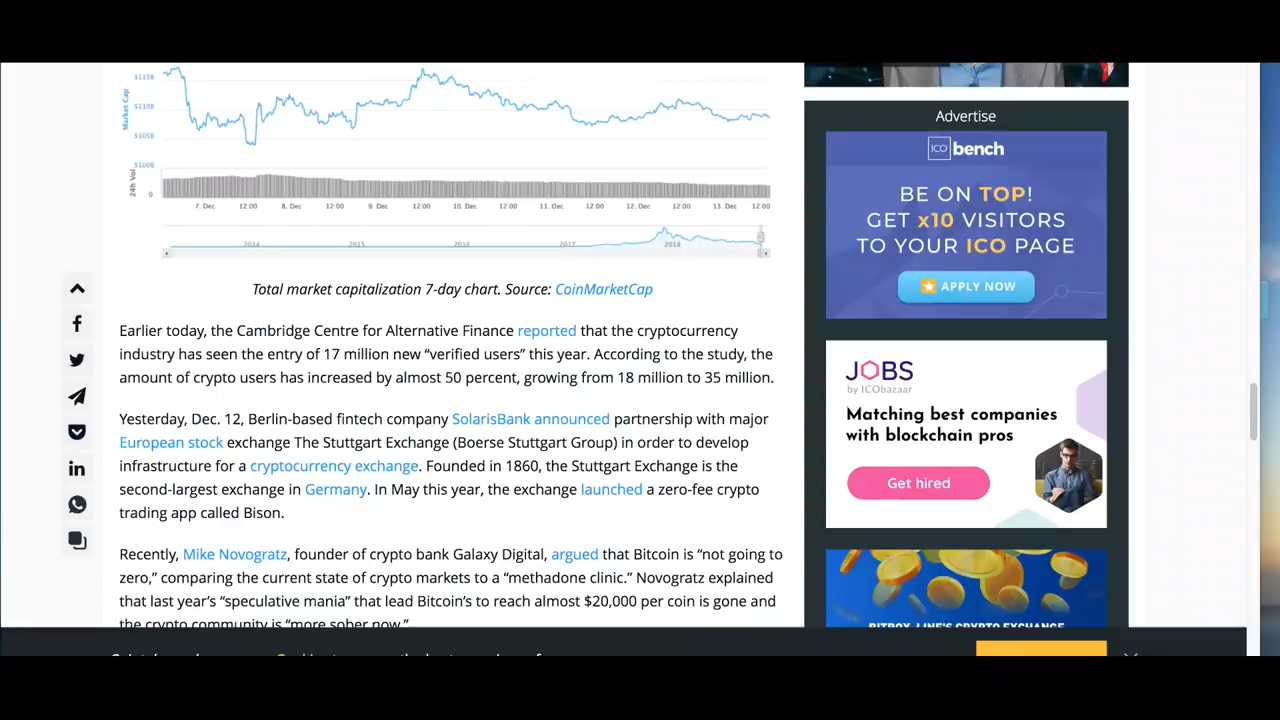 $115B
Market Cap
$110B
$105B
$100B
24h Vol
0
7. Dec 12:00 8. Dec 12:00 9. Dec 12:00 10. Dec 12:00 11. Dec 12:00 12. Dec 12:00 13. Dec 12:00
2014 2015 2016 2017 2018
Total market capitalization 7-day chart. Source: CoinMarketCap
Earlier today, the Cambridge Centre for Alternative Finance reported that the cryptocurrency
industry has seen the entry of 17 million new “verified users” this year. According to the study, the
amount of crypto users has increased by almost 50 percent, growing from 18 million to 35 million.
Yesterday, Dec. 12, Berlin-based fintech company SolarisBank announced partnership with major
European stock exchange The Stuttgart Exchange (Boerse Stuttgart Group) in order to develop
infrastructure for a cryptocurrency exchange. Founded in 1860, the Stuttgart Exchange is the
second-largest exchange in Germany. In May this year, the exchange launched a zero-fee crypto
trading app called Bison.
Recently, Mike Novogratz, founder of crypto bank Galaxy Digital, argued that Bitcoin is “not going to
zero,” comparing the current state of crypto markets to a “methadone clinic.” Novogratz explained
that last year’s “speculative mania” that lead Bitcoin’s to reach almost $20,000 per coin is gone and
the crypto community is “more sober now.”
Advertise
ICO bench
BE ON TOP!
GET x10 VISITORS
TO YOUR ICO PAGE
APPLY NOW
JOBS
by ICObazaar
Matching best companies
with blockchain pros
Get hired
BITBOX, LINE'S CRYPTO EXCHANGE